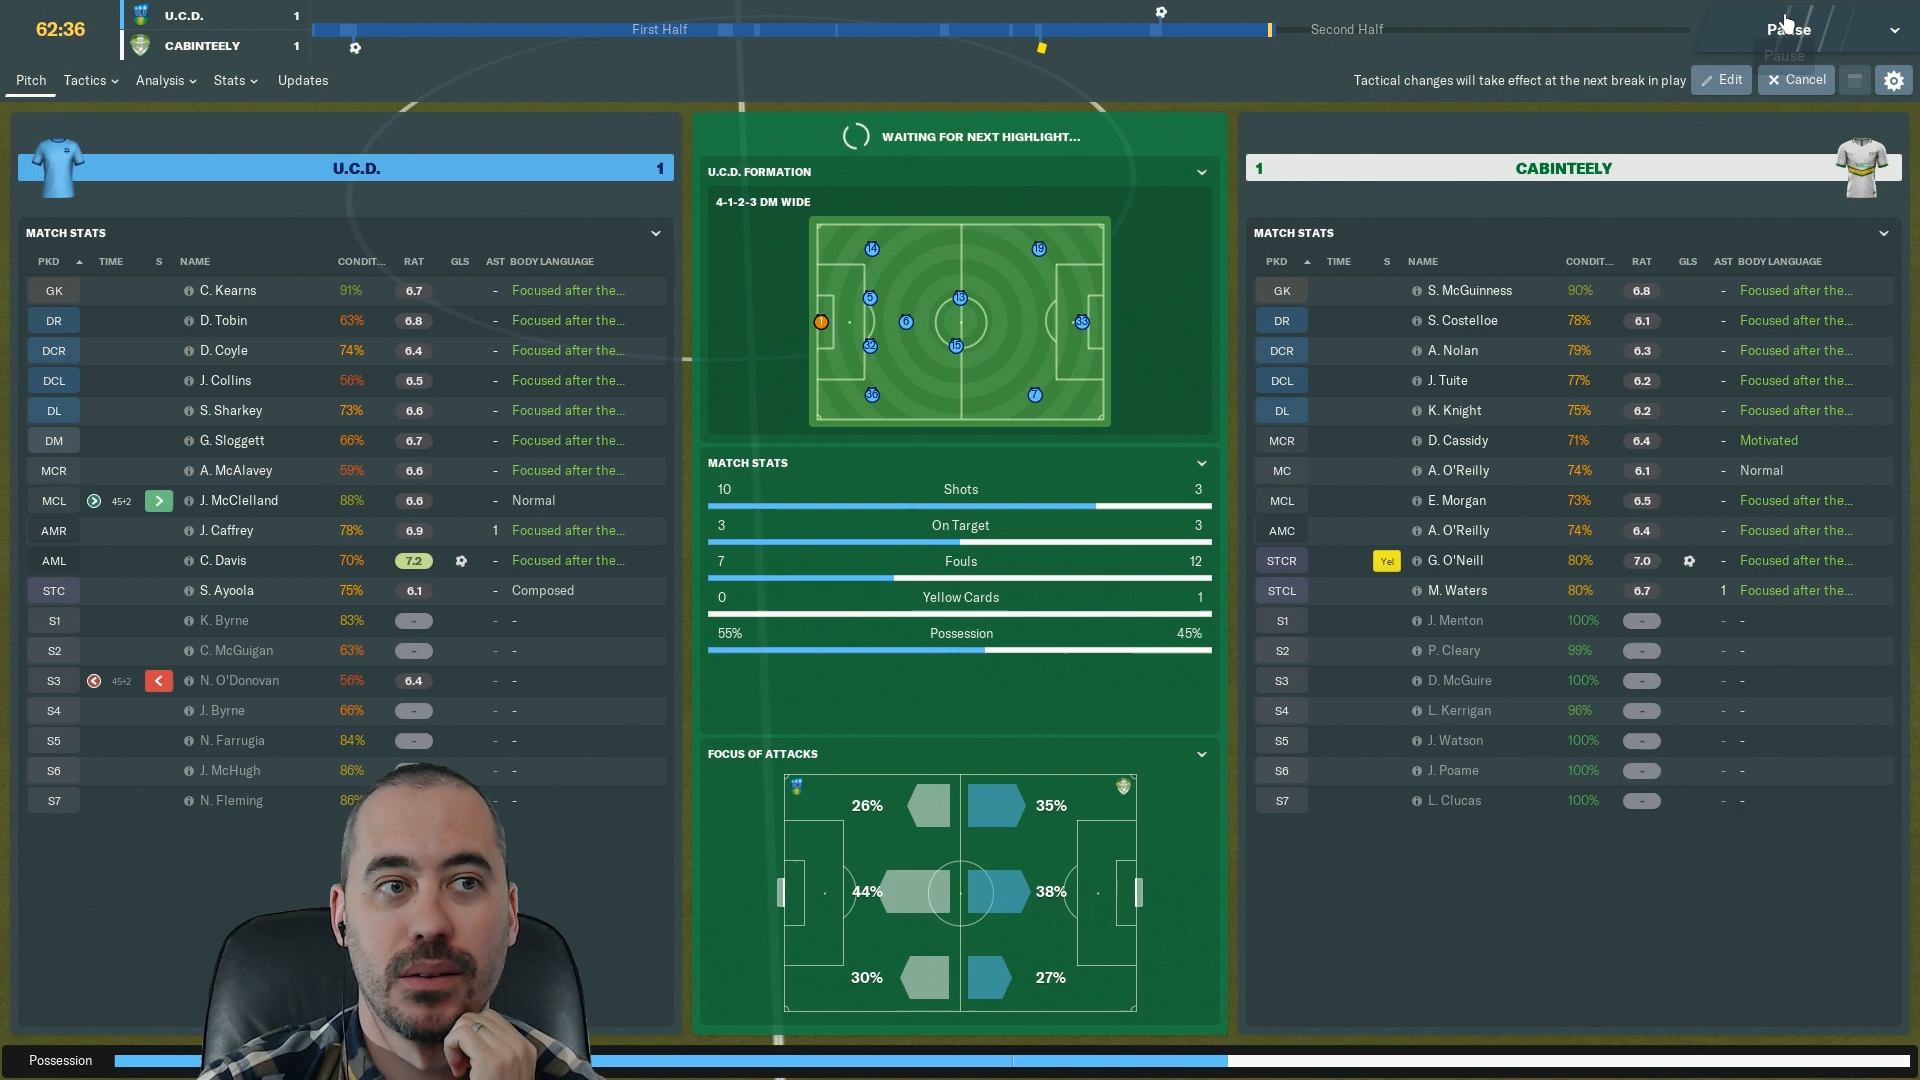 62:36
U.C.D. 1
CABINTEELY 1
First Half
Second Half
Pause
Pause
Pitch Tactics Analysis Stats Updates
Tactical changes will take effect at the next break in play Edit Cancel
U.C.D. 1
MATCH STATS
PKD TIME S NAME CONDIT... RAT GLS AST BODY LANGUAGE
GK C. Kearns 91% 6.7 - Focused after the...
DR D. Tobin 63% 6.8 - Focused after the...
DCR D. Coyle 74% 6.4 - Focused after the...
DCL J. Collins 56% 6.5 - Focused after the...
DL S. Sharkey 73% 6.6 - Focused after the...
DM G. Sloggett 66% 6.7 - Focused after the...
MCR A. McAlavey 59% 6.6 - Focused after the...
MCL 45+2 J. McClelland 88% 6.6 - Normal
AMR J. Caffrey 78% 6.9 1 Focused after the...
AML C. Davis 70% 7.2 - Focused after the...
STC S. Ayoola 75% 6.1 - Composed
S1 K. Byrne 83% - - -
S2 C. McGuigan 63% - - -
S3 45+2 N. O'Donovan 56% 6.4 - -
S4 J. Byrne 66% - - -
S5 N. Farrugia 84% - - -
S6 J. McHugh 86% - -
S7 N. Fleming 86% - -
WAITING FOR NEXT HIGHLIGHT...
U.C.D. FORMATION
4-1-2-3 DM WIDE
14 19
5 13
1 6 33
32 15
36 7
MATCH STATS
10 Shots 3
3 On Target 3
7 Fouls 12
0 Yellow Cards 1
55% Possession 45%
FOCUS OF ATTACKS
26% 35%
44% 38%
30% 27%
1 CABINTEELY
MATCH STATS
PKD TIME S NAME CONDIT... RAT GLS AST BODY LANGUAGE
GK S. McGuinness 90% 6.8 - Focused after the...
DR S. Costelloe 78% 6.1 - Focused after the...
DCR A. Nolan 79% 6.3 - Focused after the...
DCL J. Tuite 77% 6.2 - Focused after the...
DL K. Knight 75% 6.2 - Focused after the...
MCR D. Cassidy 71% 6.4 - Motivated
MC A. O'Reilly 74% 6.1 - Normal
MCL E. Morgan 73% 6.5 - Focused after the...
AMC A. O'Reilly 74% 6.4 - Focused after the...
STCR Yel G. O'Neill 80% 7.0 - Focused after the...
STCL M. Waters 80% 6.7 1 Focused after the...
S1 J. Menton 100% - - -
S2 P. Cleary 99% - - -
S3 D. McGuire 100% - - -
S4 L. Kerrigan 96% - - -
S5 J. Watson 100% - - -
S6 J. Poame 100% - - -
S7 L. Clucas 100% - - -
Possession